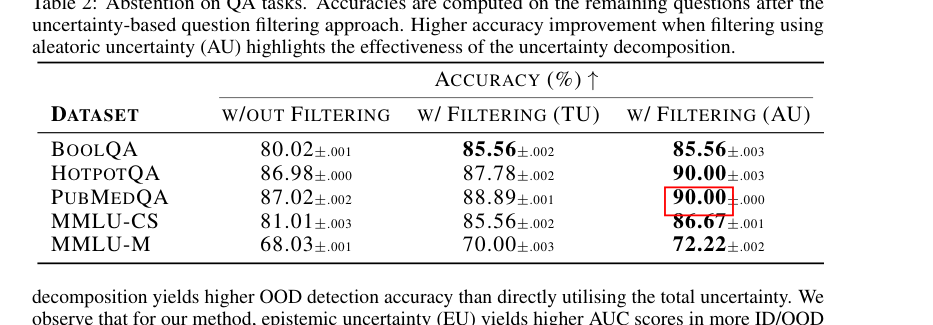 Table 2: Abstention on QA tasks. Accuracies are computed on the remaining questions after the
uncertainty-based question filtering approach. Higher accuracy improvement when filtering using
aleatoric uncertainty (AU) highlights the effectiveness of the uncertainty decomposition.
ACCURACY (%) ↑
DATASET W/OUT FILTERING W/ FILTERING (TU) W/ FILTERING (AU)
BOOLQA 80.02±.001 85.56±.002 85.56±.003
HOTPOTQA 86.98±.000 87.78±.002 90.00±.003
PUBMEDQA 87.02±.002 88.89±.001 90.00±.000
MMLU-CS 81.01±.003 85.56±.002 86.67±.001
MMLU-M 68.03±.001 70.00±.003 72.22±.002
decomposition yields higher OOD detection accuracy than directly utilising the total uncertainty. We
observe that for our method, epistemic uncertainty (EU) yields higher AUC scores in more ID/OOD